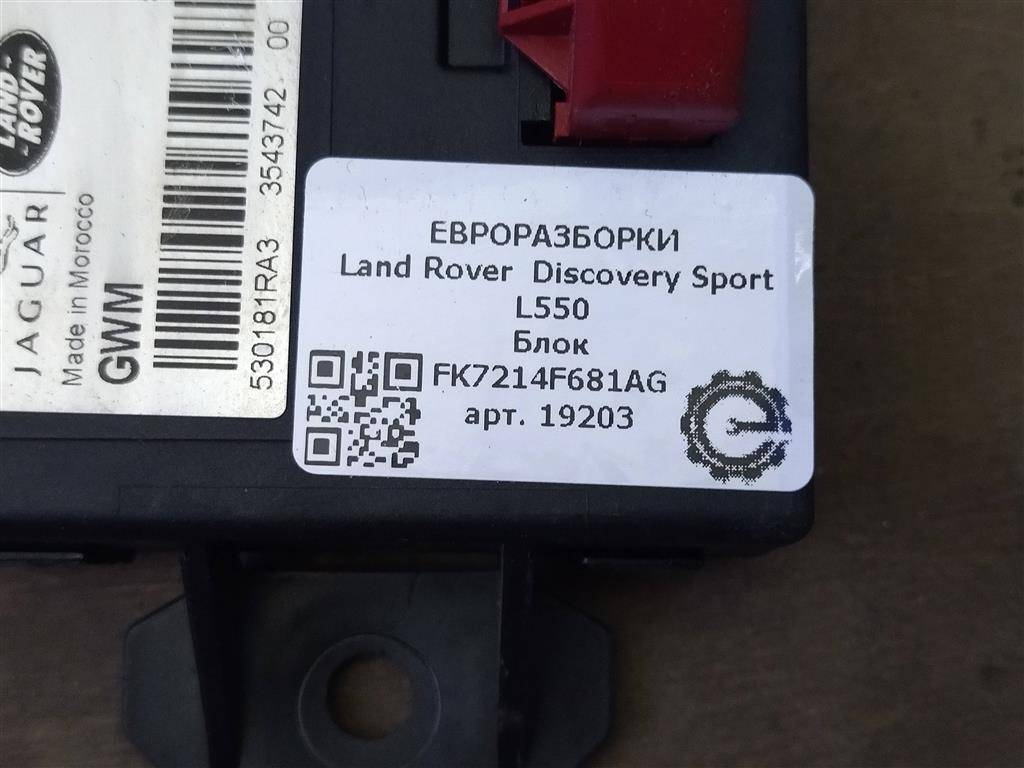 LAND-
-ROVER
JAGUAR
Made in Morocco
GWM
530181RA3 3543742 00
ЕВРОРАЗБОРКИ
Land Rover Discovery Sport
L550
Блок
FK7214F681AG
арт. 19203